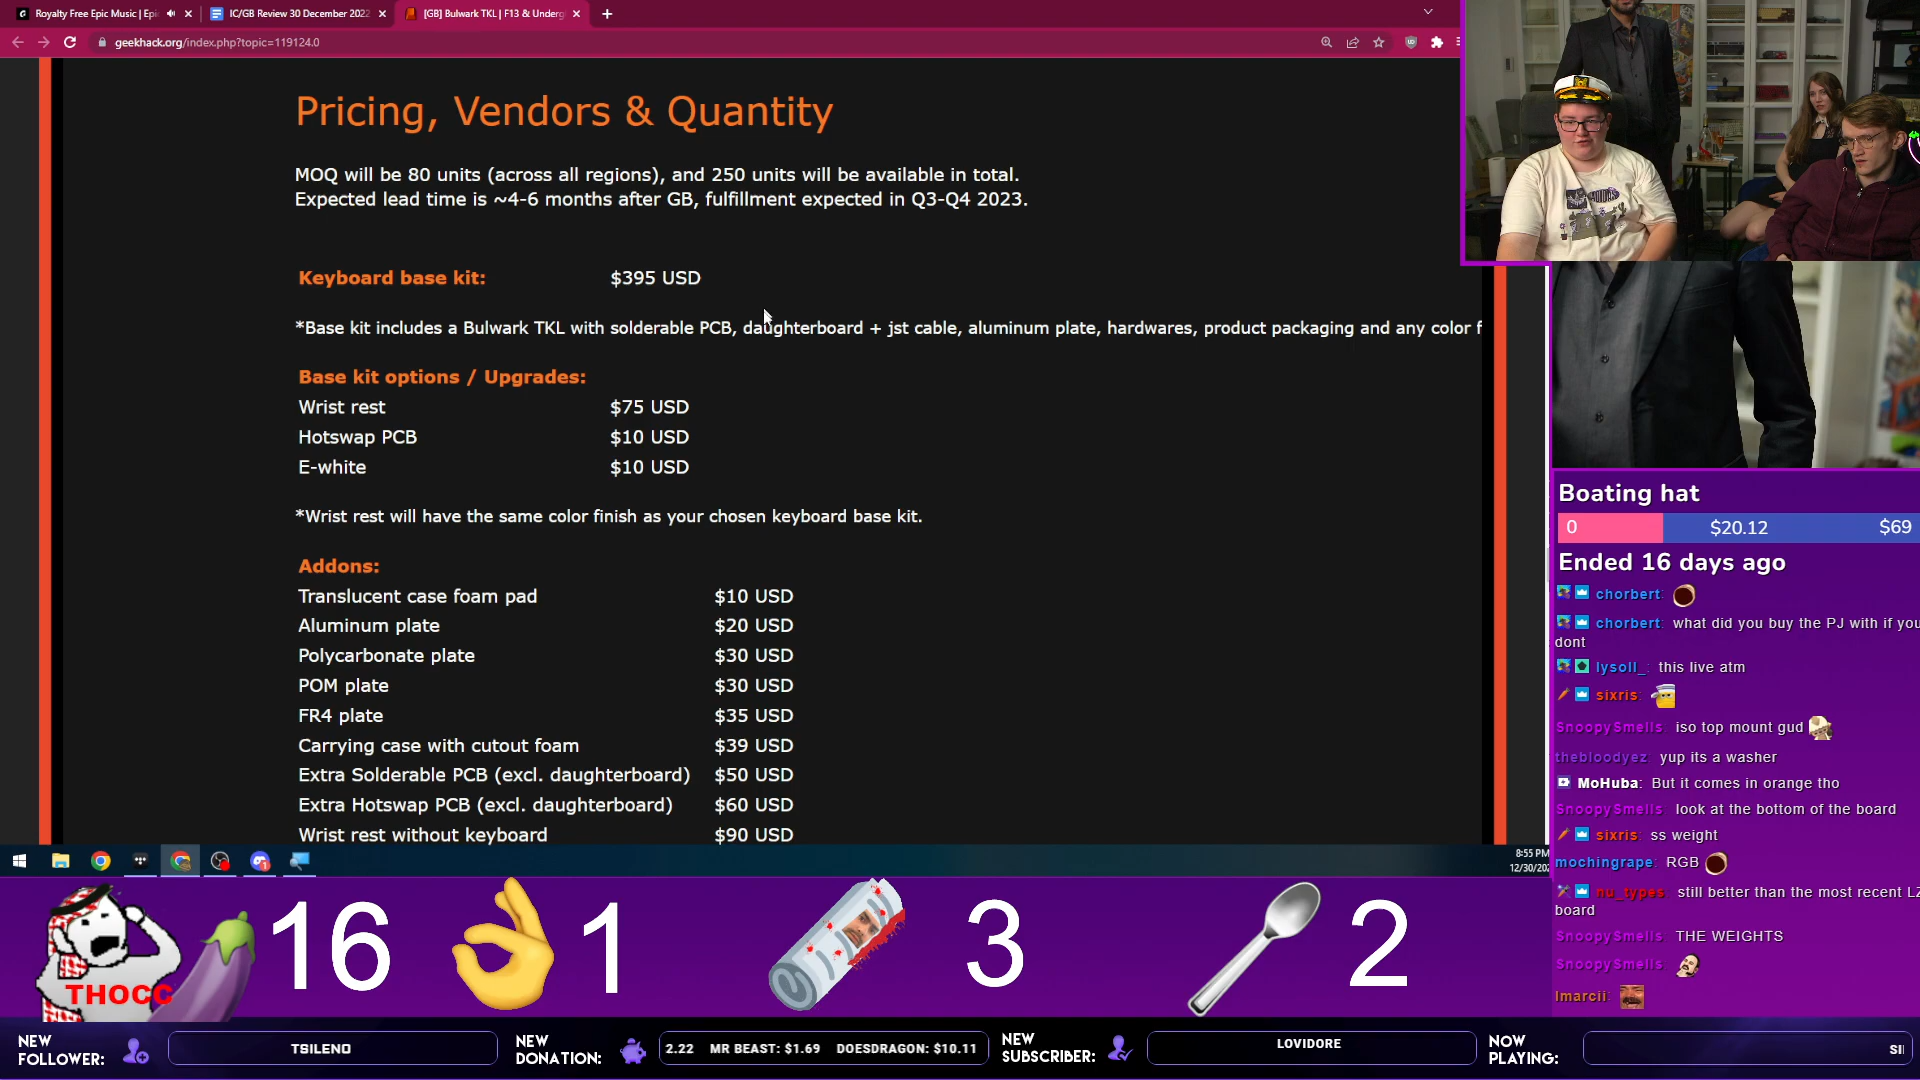 Royalty Free Epic Music | Epi
IC/GB Review 30 December 2022
[GB] Bulwark TKL | F13 & Underg
geekhack.org/index.php?topic=119124.0
Pricing, Vendors & Quantity
MOQ will be 80 units (across all regions), and 250 units will be available in total.
Expected lead time is ~4-6 months after GB, fulfillment expected in Q3-Q4 2023.
Keyboard base kit: $395 USD
*Base kit includes a Bulwark TKL with solderable PCB, daughterboard + jst cable, aluminum plate, hardwares, product packaging and any color f
Base kit options / Upgrades:
Wrist rest $75 USD
Hotswap PCB $10 USD
E-white $10 USD
*Wrist rest will have the same color finish as your chosen keyboard base kit.
Addons:
Translucent case foam pad $10 USD
Aluminum plate $20 USD
Polycarbonate plate $30 USD
POM plate $30 USD
FR4 plate $35 USD
Carrying case with cutout foam $39 USD
Extra Solderable PCB (excl. daughterboard) $50 USD
Extra Hotswap PCB (excl. daughterboard) $60 USD
Wrist rest without keyboard $90 USD
8:55 PM
12/30/202
Boating hat
0 $20.12 $69
Ended 16 days ago
chorbert:
chorbert: what did you buy the PJ with if you
dont
lysoll_: this live atm
sixris:
SnoopySmells: iso top mount gud
thebloodyez: yup its a washer
MoHuba: But it comes in orange tho
SnoopySmells: look at the bottom of the board
sixris: ss weight
mochingrape: RGB
nu_types: still better than the most recent LZ
board
SnoopySmells: THE WEIGHTS
SnoopySmells:
lmarcii:
THOCC
16 1 3 2
NEW
FOLLOWER:
TSILENO
NEW
DONATION:
2.22 MR BEAST: $1.69 DOESDRAGON: $10.11
NEW
SUBSCRIBER:
LOVIDORE
NOW
PLAYING: